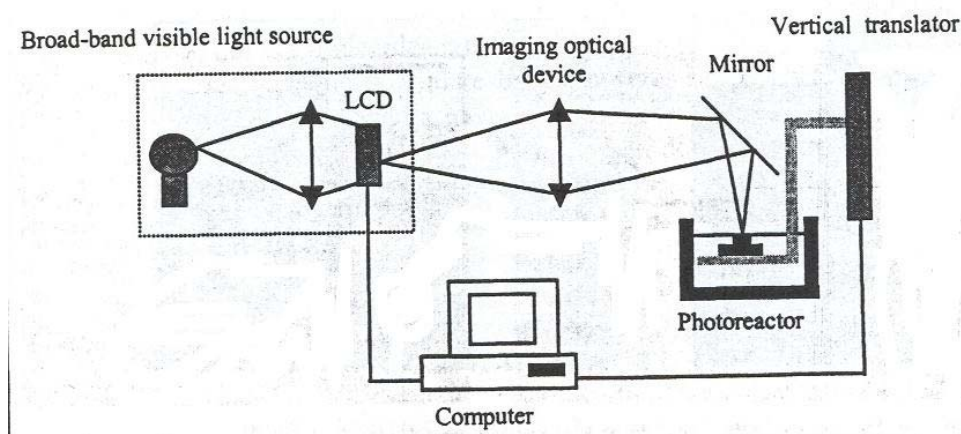 Broad-band visible light source
LCD
Imaging optical
device
Mirror
Vertical translator
Photoreactor
Computer